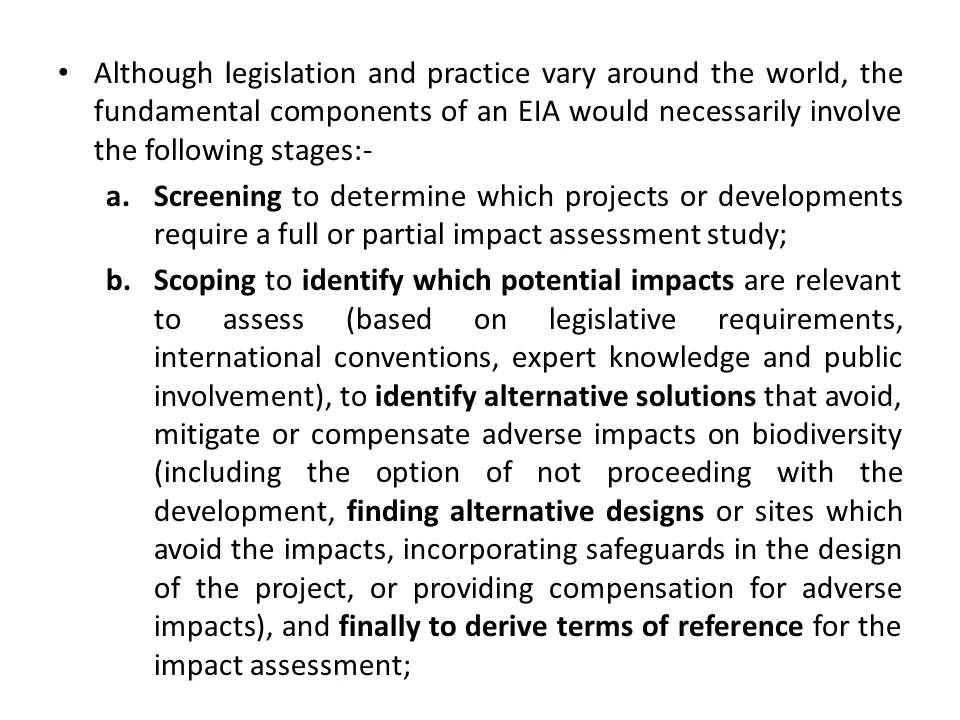 • Although legislation and practice vary around the world, the
fundamental components of an EIA would necessarily involve
the following stages:-
a. Screening to determine which projects or developments
require a full or partial impact assessment study;
b. Scoping to identify which potential impacts are relevant
to assess (based on legislative requirements,
international conventions, expert knowledge and public
involvement), to identify alternative solutions that avoid,
mitigate or compensate adverse impacts on biodiversity
(including the option of not proceeding with the
development, finding alternative designs or sites which
avoid the impacts, incorporating safeguards in the design
of the project, or providing compensation for adverse
impacts), and finally to derive terms of reference for the
impact assessment;